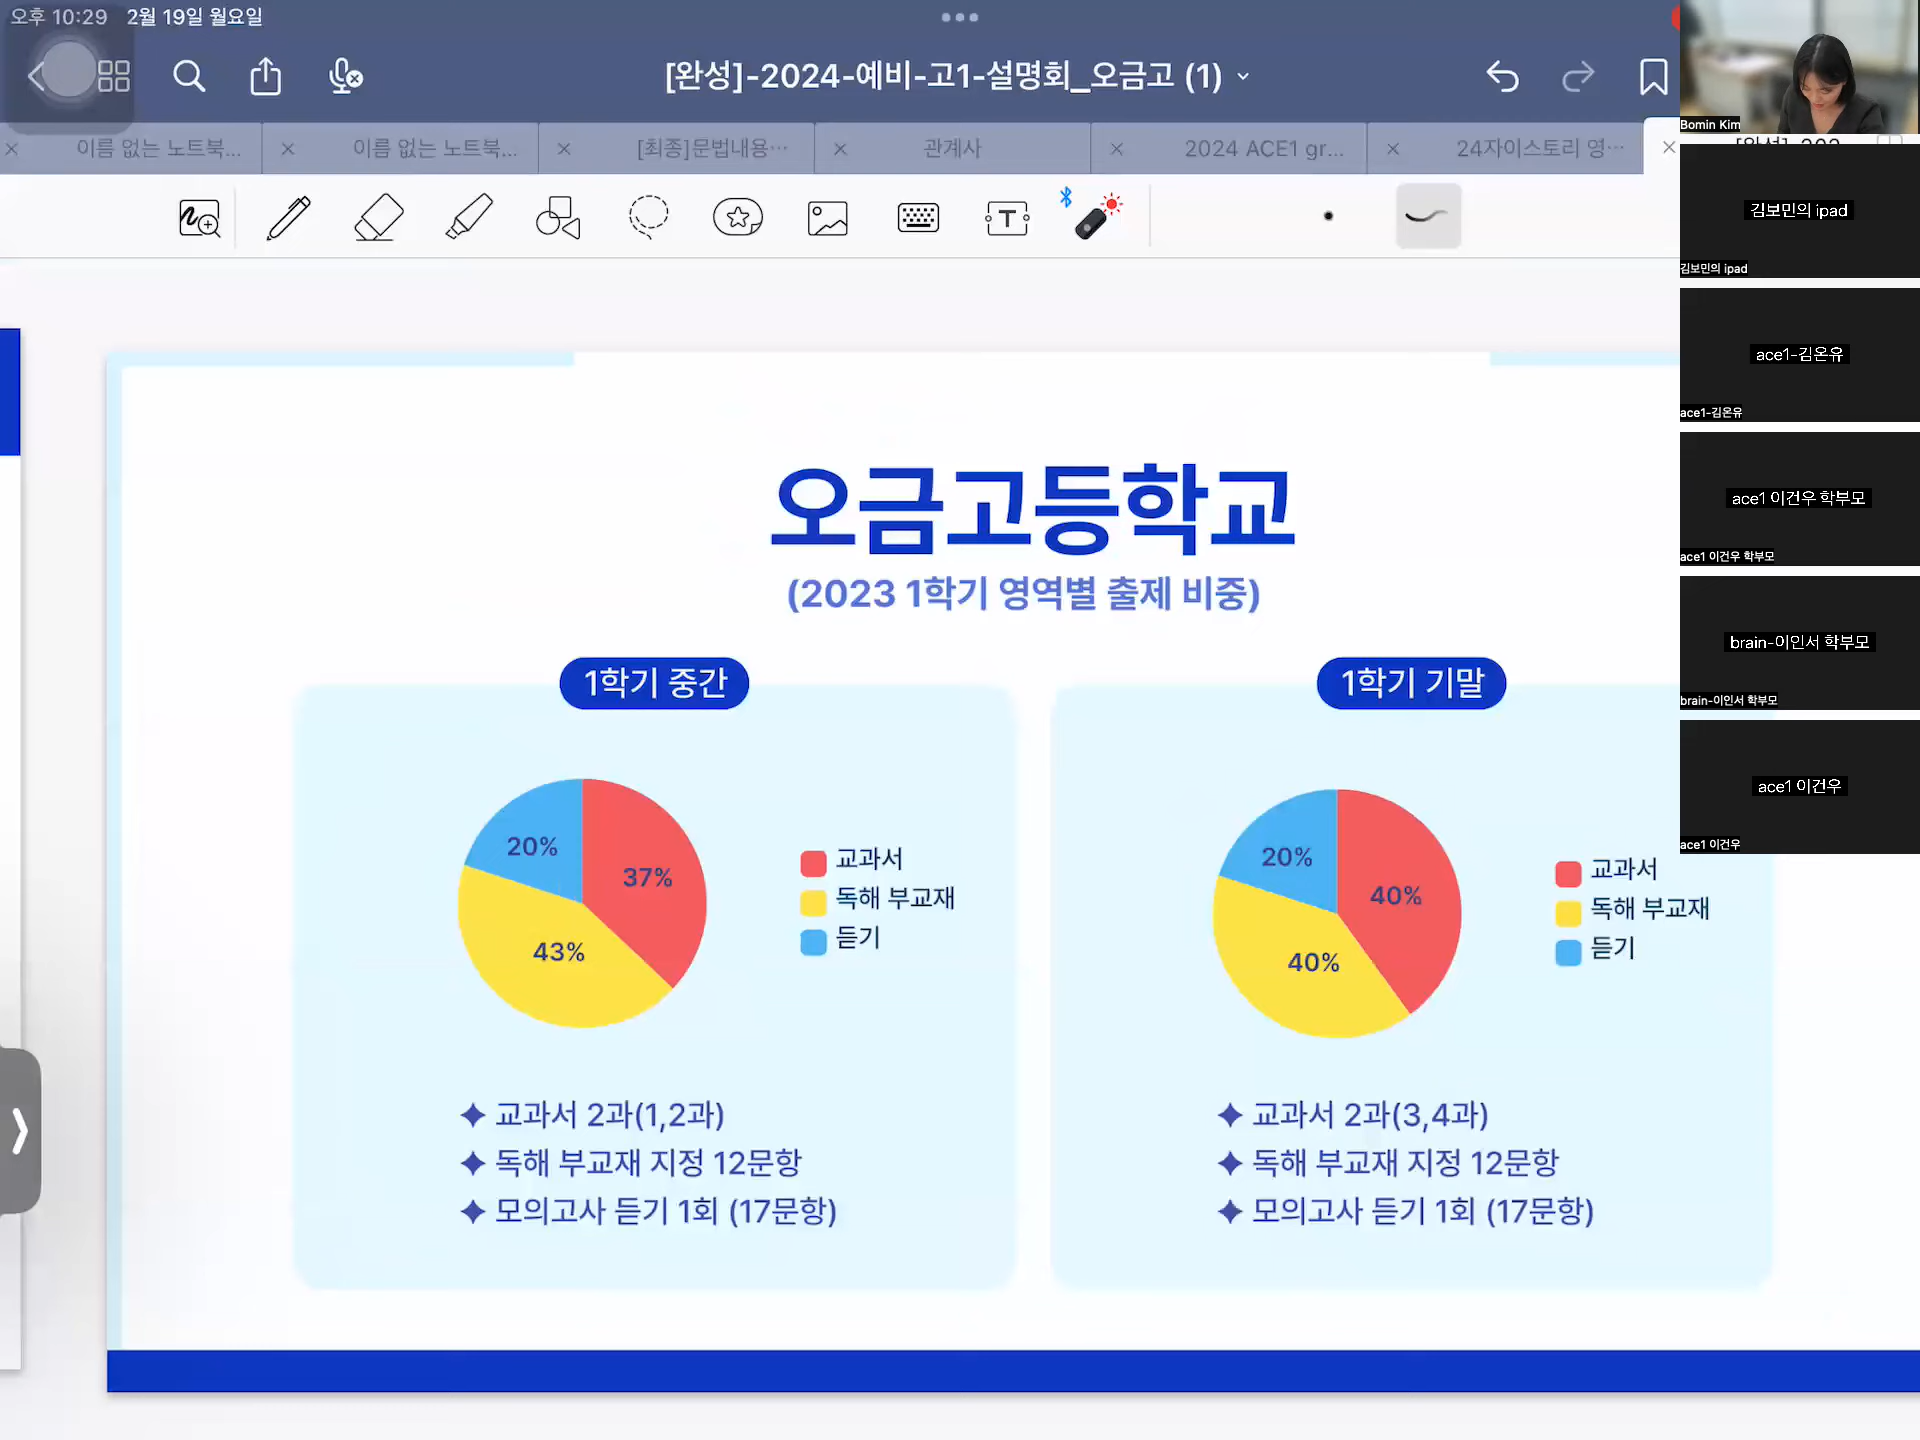 오후 10:29 2월 19일 월요일
[완성]-2024-예비-고1-설명회_오금고 (1)
이름 없는 노트북...
이름 없는 노트북...
[최종]문법내용...
관계사
2024 ACE1 gr...
24자이스토리 영...
오금고등학교
(2023 1학기 영역별 출제 비중)
1학기 중간
20%
37%
43%
교과서
독해 부교재
듣기
✦ 교과서 2과(1,2과)
✦ 독해 부교재 지정 12문항
✦ 모의고사 듣기 1회 (17문항)
1학기 기말
20%
40%
40%
교과서
독해 부교재
듣기
✦ 교과서 2과(3,4과)
✦ 독해 부교재 지정 12문항
✦ 모의고사 듣기 1회 (17문항)
Bomin Kim
김보민의 ipad
김보민의 ipad
ace1-김온유
ace1-김온유
ace1 이건우 학부모
ace1 이건우 학부모
brain-이인서 학부모
brain-이인서 학부모
ace1 이건우
ace1 이건우